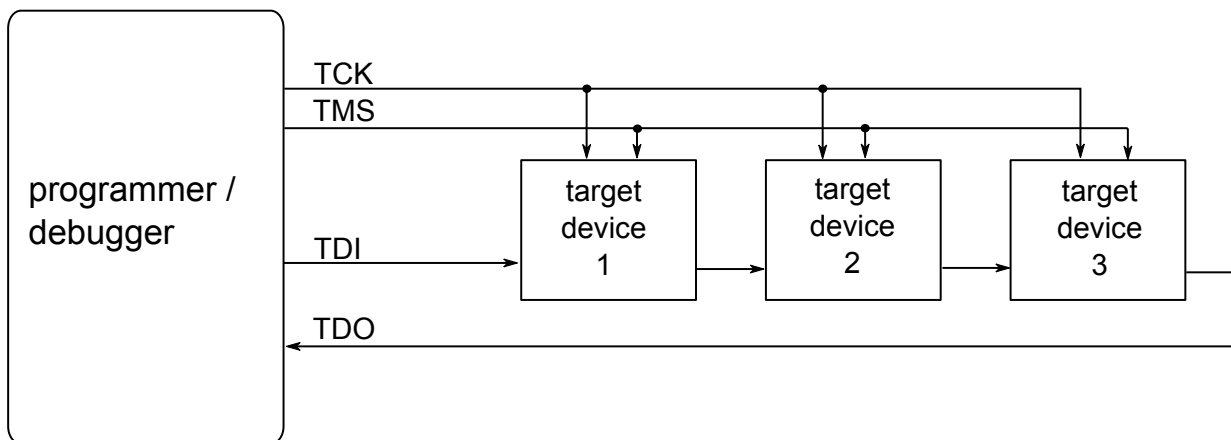 TCK
TMS
programmer /
debugger
TDI
TDO
target
device
1
target
device
2
target
device
3